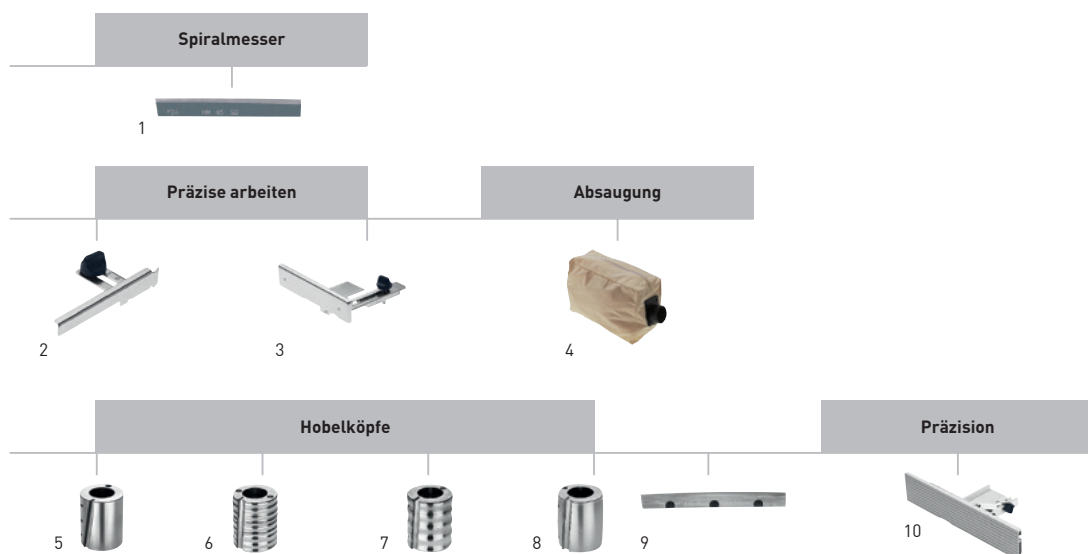 Spiralmesser
1
Präzise arbeiten
Absaugung
2
3
4
Hobelköpfe
Präzision
5
6
7
8
9
10